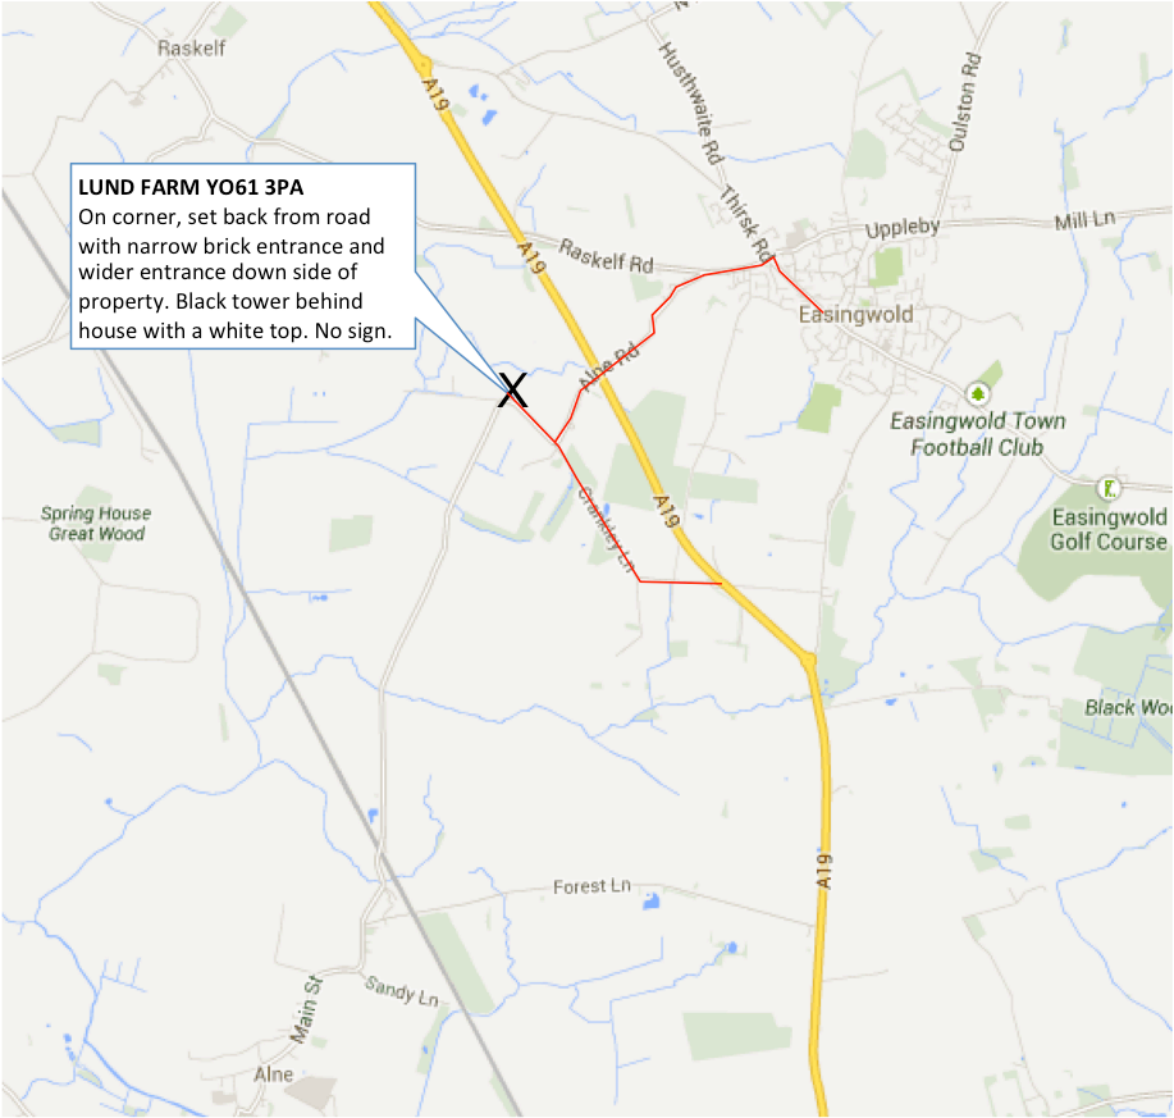 Raskelf
A19
Husthwaite Rd
Oulston Rd
LUND FARM YO61 3PA
On corner, set back from road
with narrow brick entrance and
wider entrance down side of
property. Black tower behind
house with a white top. No sign.
Thirsk Rd
Uppleby
Mill Ln
A19
Raskelf Rd
Easingwold
Alne Rd
X
Easingwold Town
Football Club
A19
Crankley Ln
Spring House
Great Wood
Easingwold
Golf Course
Black Woo
A19
Forest Ln
Sandy Ln
Main St
Alne